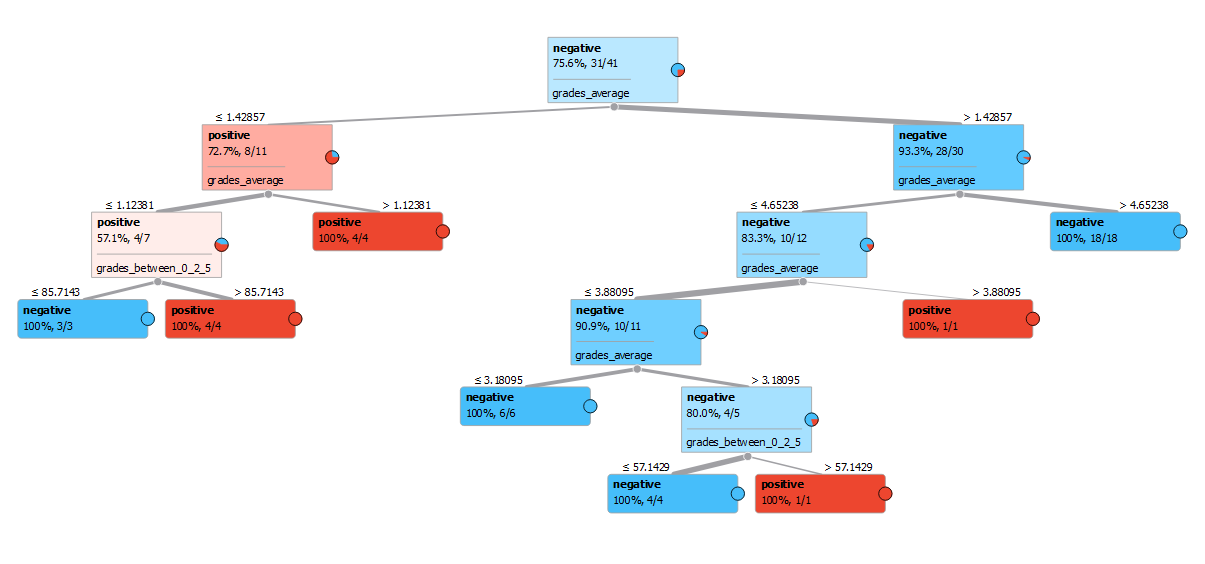 negative
75.6%, 31/41
grades_average
≤ 1.42857
> 1.42857
positive
72.7%, 8/11
grades_average
negative
93.3%, 28/30
grades_average
≤ 1.12381
> 1.12381
≤ 4.65238
> 4.65238
positive
57.1%, 4/7
grades_between_0_2_5
positive
100%, 4/4
negative
83.3%, 10/12
grades_average
negative
100%, 18/18
≤ 85.7143
> 85.7143
≤ 3.88095
> 3.88095
negative
100%, 3/3
positive
100%, 4/4
negative
90.9%, 10/11
grades_average
positive
100%, 1/1
≤ 3.18095
> 3.18095
negative
100%, 6/6
negative
80.0%, 4/5
grades_between_0_2_5
≤ 57.1429
> 57.1429
negative
100%, 4/4
positive
100%, 1/1